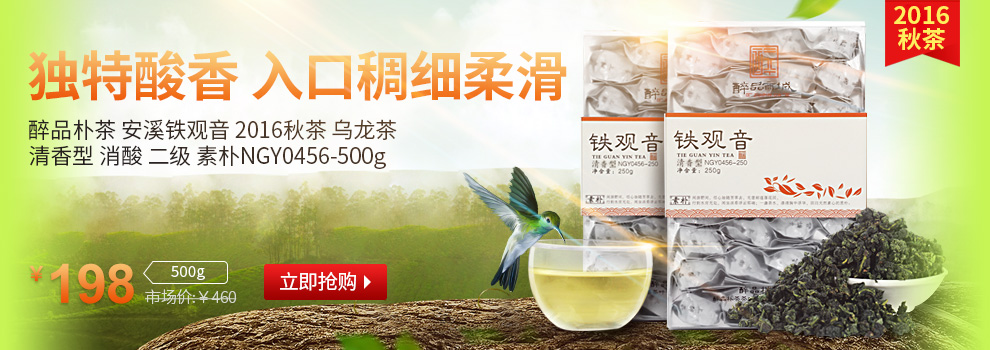 2016
秋茶
独特酸香 入口稠细柔滑
醉品朴茶 安溪铁观音 2016秋茶 乌龙茶
清香型 消酸 二级 素朴NGY0456-500g
¥198
500g
市场价:¥460
立即抢购
铁观音
TIE GUAN YIN TEA
清香型 NGY0456-250
净含量: 250g
素朴
铁观音
TIE GUAN YIN TEA
清香型 NGY0456-250
净含量: 250g
素朴